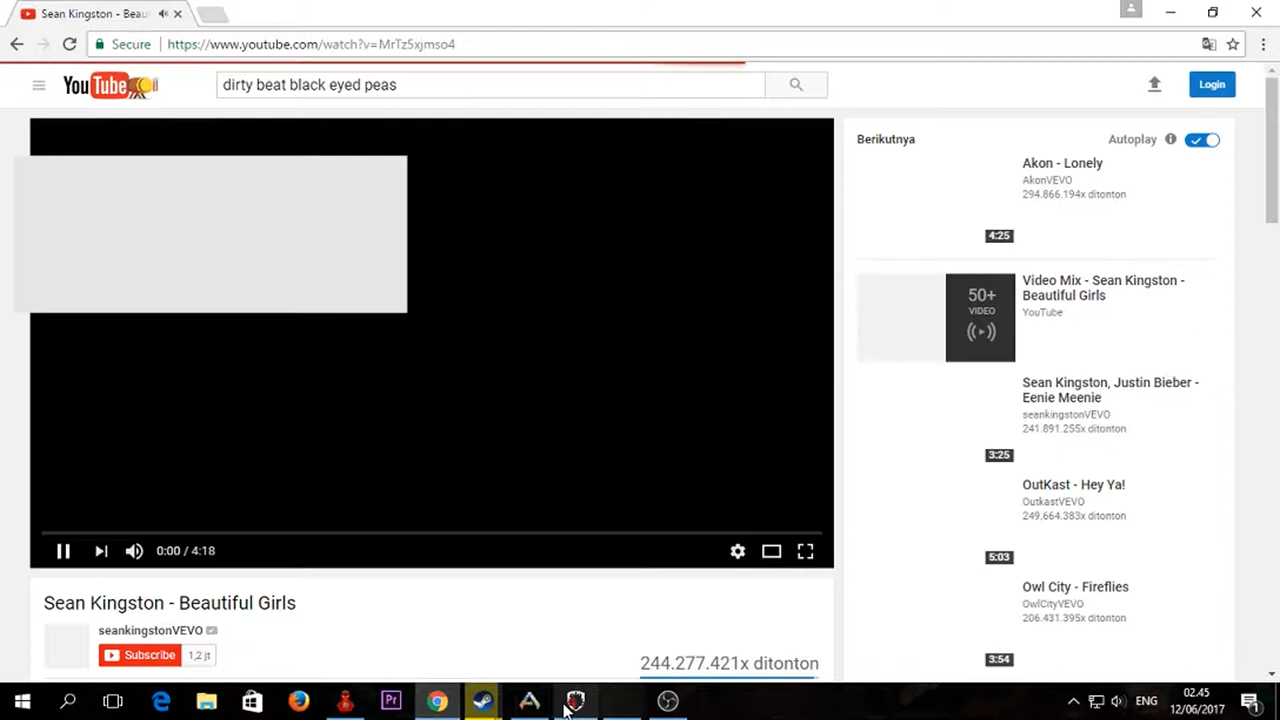 Sean Kingston - Beau
Secure
https://www.youtube.com/watch?v=MrTz5xjmso4
YouTube
dirty beat black eyed peas
Login
Berikutnya
Autoplay
Akon - Lonely
AkonVEVO
294.866.194x ditonton
4:25
50+
VIDEO
Video Mix - Sean Kingston -
Beautiful Girls
YouTube
Sean Kingston, Justin Bieber -
Eenie Meenie
seankingstonVEVO
241.891.255x ditonton
3:25
OutKast - Hey Ya!
OutkastVEVO
249.664.383x ditonton
5:03
Owl City - Fireflies
OwlCityVEVO
206.431.395x ditonton
3:54
0:00 / 4:18
Sean Kingston - Beautiful Girls
seankingstonVEVO
Subscribe
1,2 jt
244.277.421x ditonton
Pr
ENG
02.45
12/06/2017
1